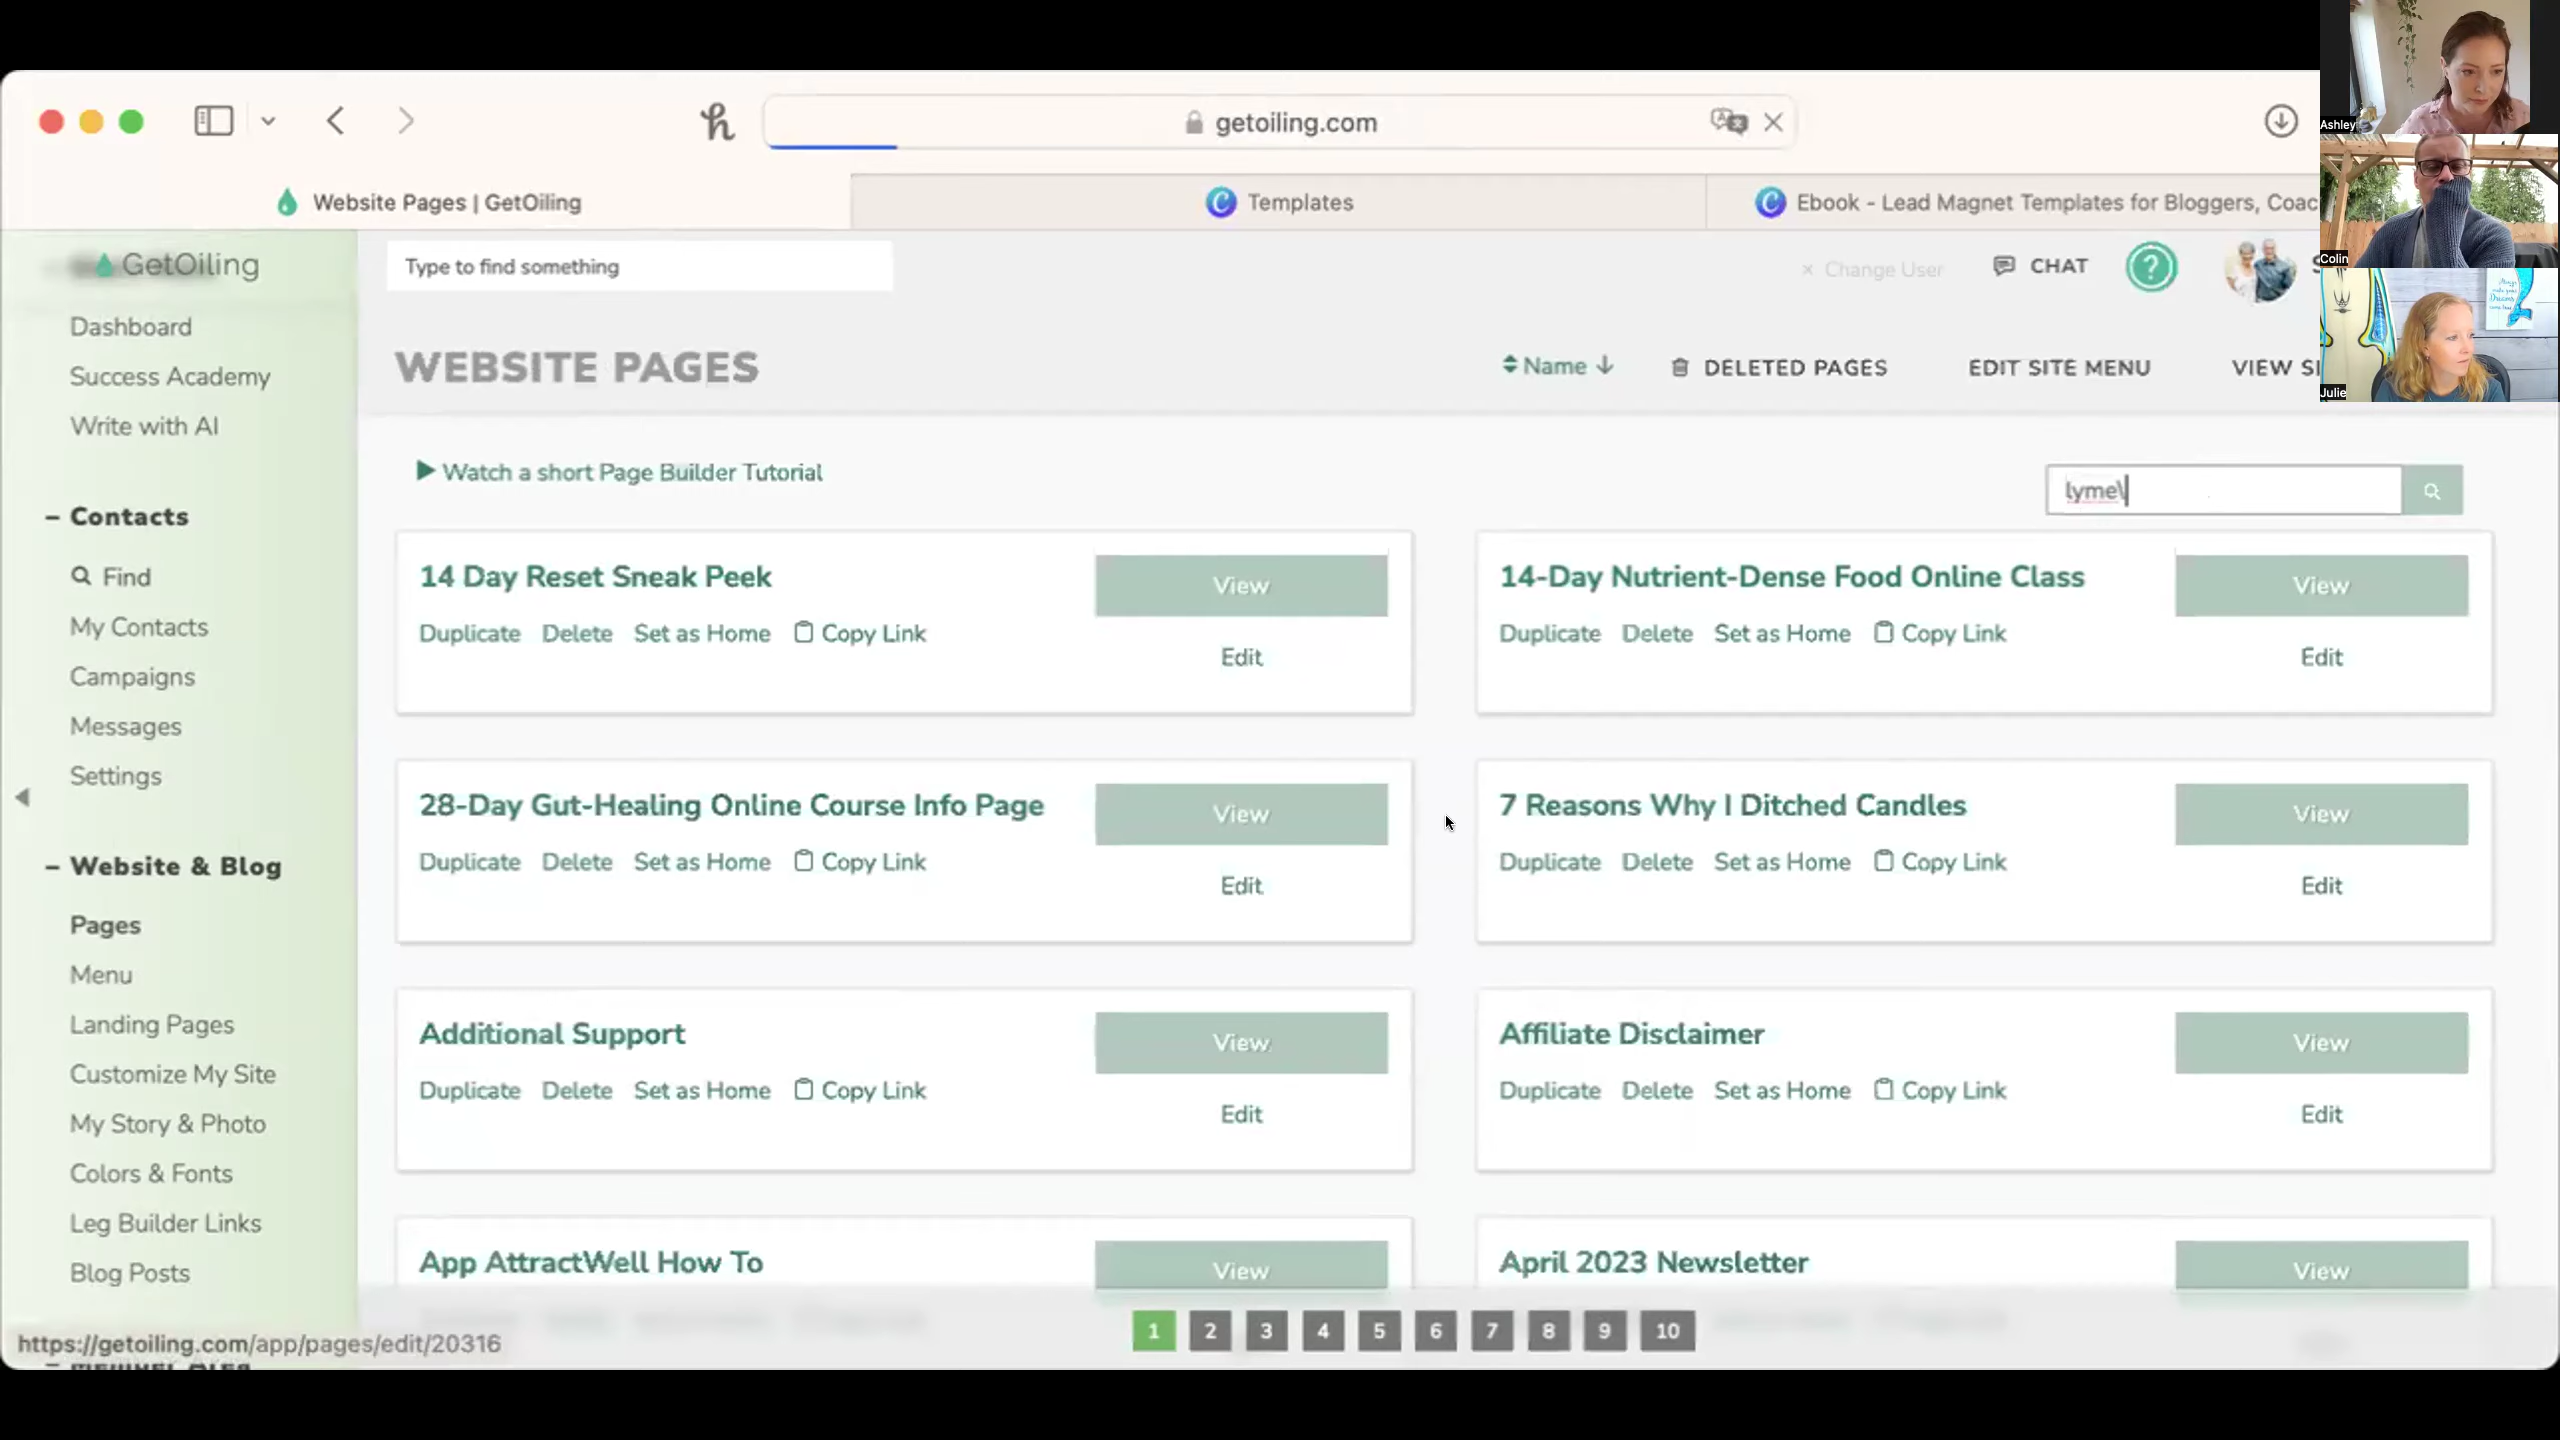 getoiling.com
Website Pages | GetOiling
Templates
Ebook - Lead Magnet Templates for Bloggers, Coac
Ashley
Colin
Julie
GetOiling
Dashboard
Success Academy
Write with AI
– Contacts
Find
My Contacts
Campaigns
Messages
Settings
– Website & Blog
Pages
Menu
Landing Pages
Customize My Site
My Story & Photo
Colors & Fonts
Leg Builder Links
Blog Posts
https://getoiling.com/app/pages/edit/20316
Type to find something
× Change User
CHAT
?
WEBSITE PAGES
Name
DELETED PAGES
EDIT SITE MENU
VIEW SI
Watch a short Page Builder Tutorial
lyme\
14 Day Reset Sneak Peek
View
Duplicate Delete Set as Home Copy Link
Edit
14-Day Nutrient-Dense Food Online Class
View
Duplicate Delete Set as Home Copy Link
Edit
28-Day Gut-Healing Online Course Info Page
View
Duplicate Delete Set as Home Copy Link
Edit
7 Reasons Why I Ditched Candles
View
Duplicate Delete Set as Home Copy Link
Edit
Additional Support
View
Duplicate Delete Set as Home Copy Link
Edit
Affiliate Disclaimer
View
Duplicate Delete Set as Home Copy Link
Edit
App AttractWell How To
View
April 2023 Newsletter
View
1 2 3 4 5 6 7 8 9 10